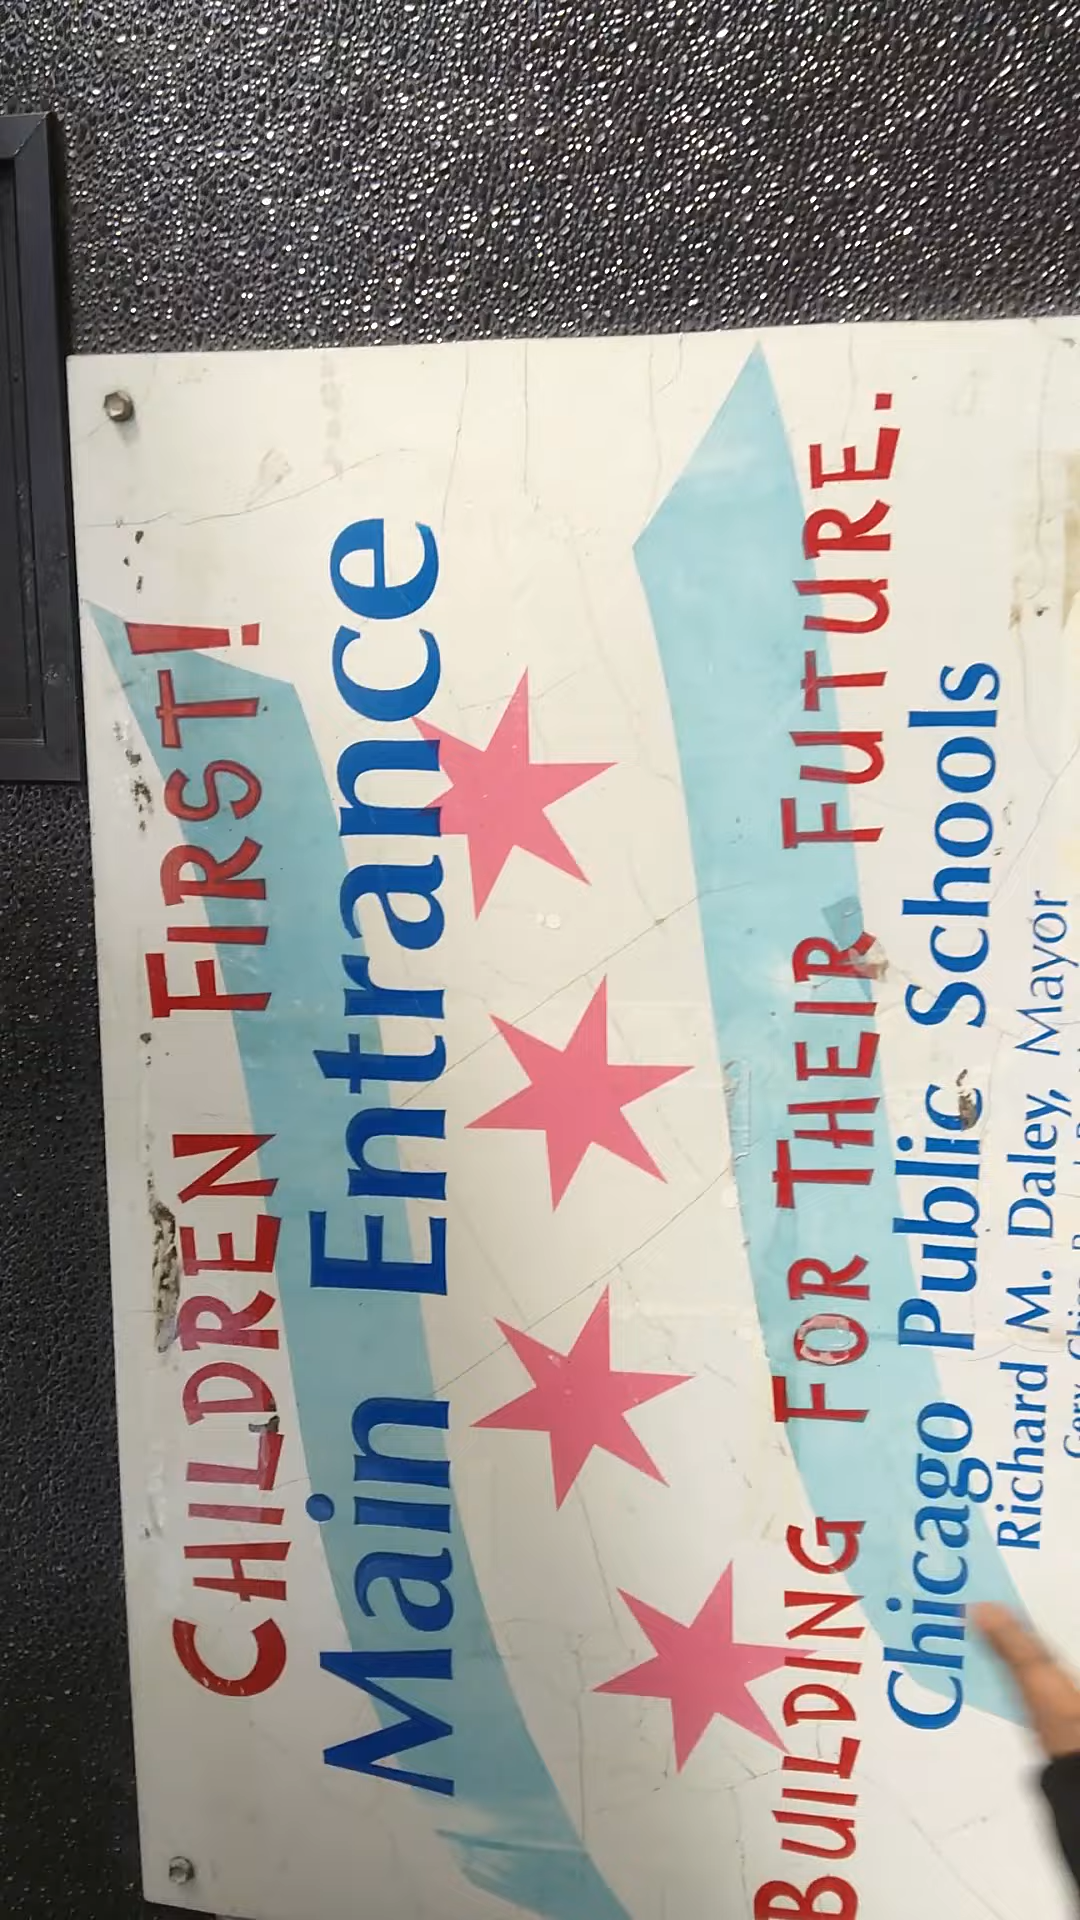 CHILDREN FIRST!
Main Entrance
BUILDING FOR THEIR FUTURE.
Chicago Public Schools
Richard M. Daley, Mayor